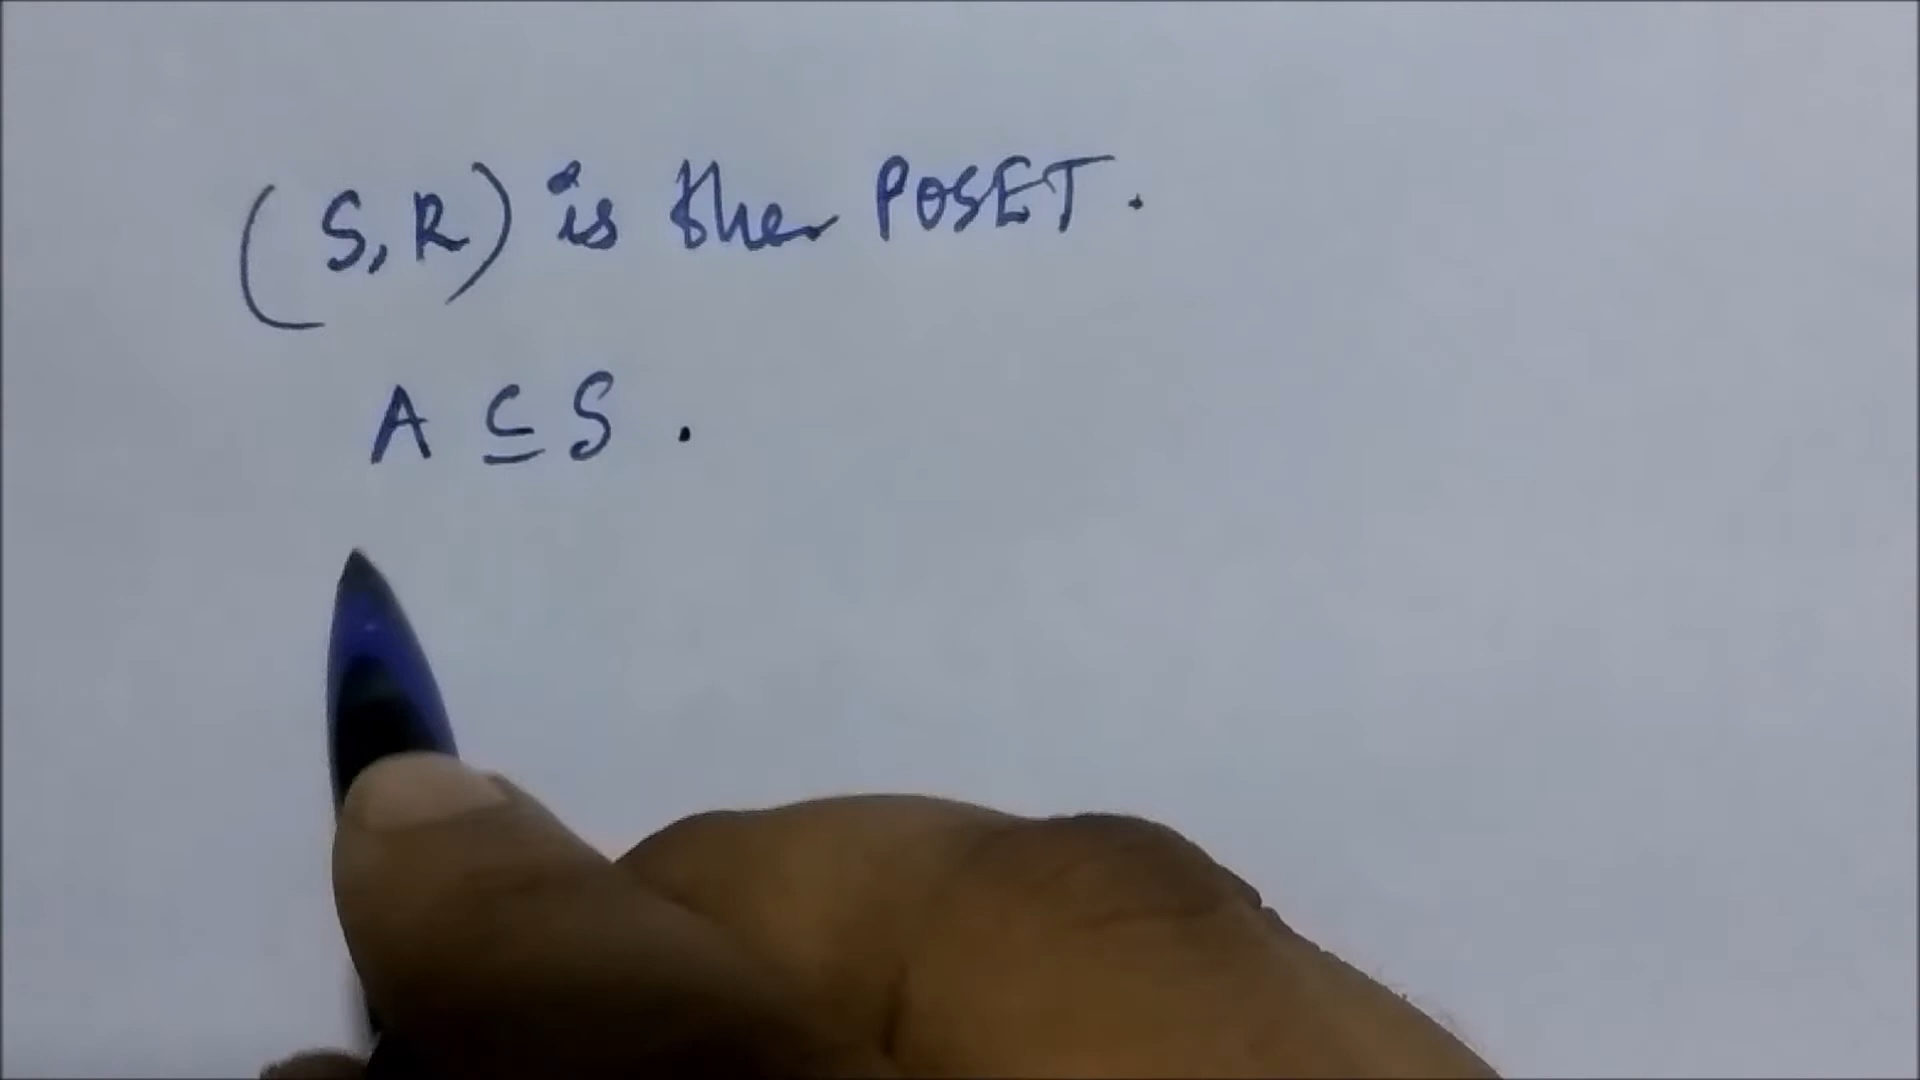 (S, R) is the POSET.
A ⊆ S.